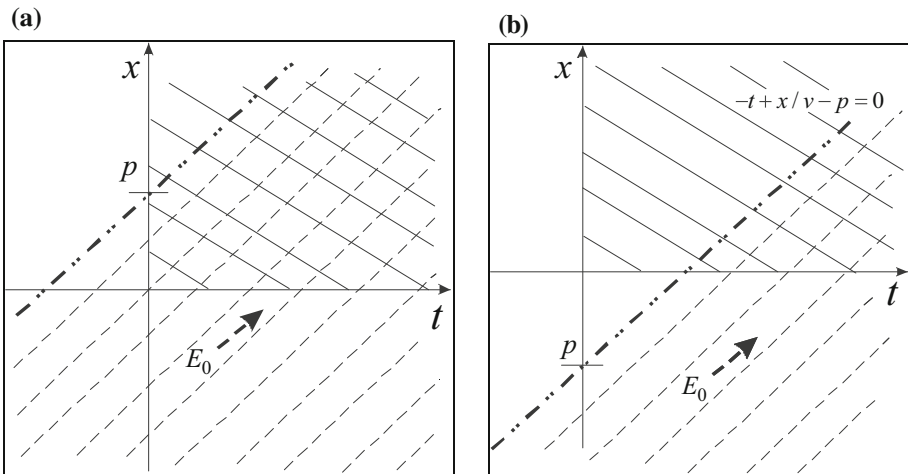 (a)
x
p
t
E₀
(b)
x
−t + x / v − p = 0
p
t
E₀